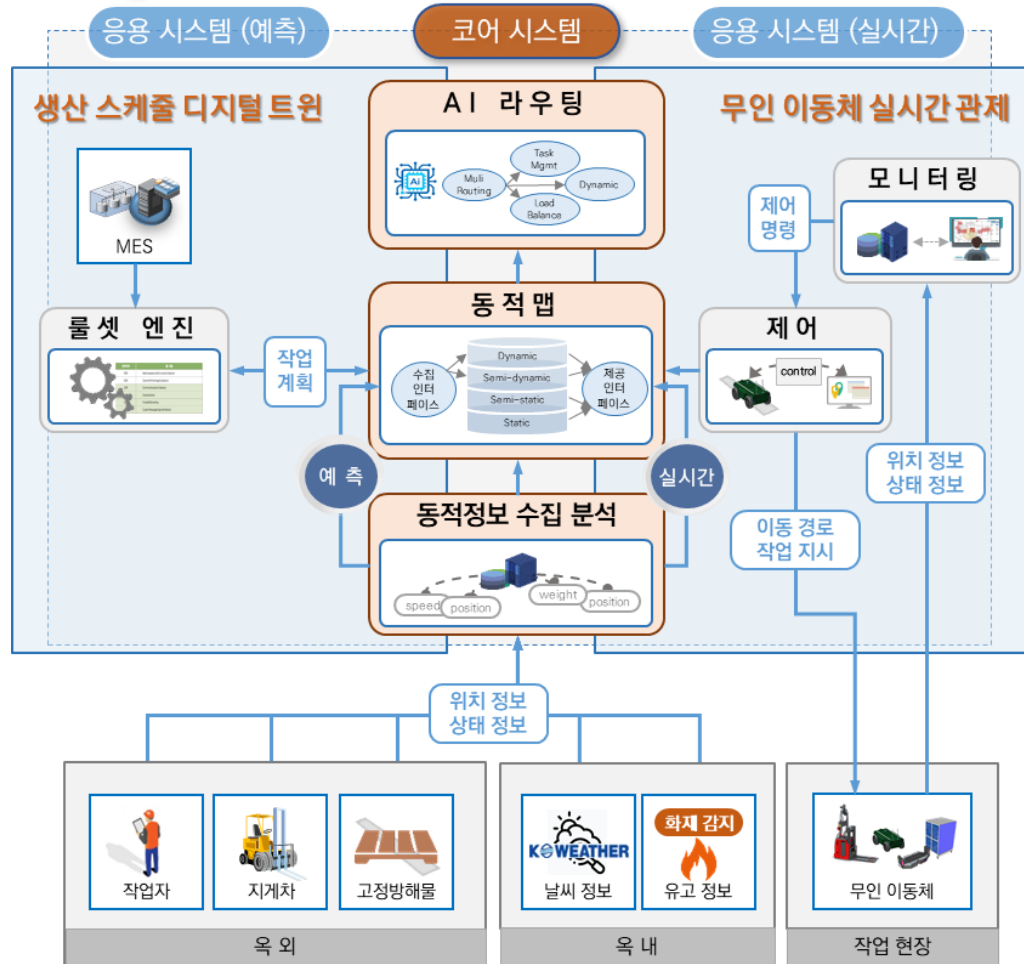 응용 시스템 (예측)
코어 시스템
응용 시스템 (실시간)
생산 스케줄 디지털 트윈
MES
룰셋 엔진
작업
계획
AI 라우팅
Ai
Muli
Routing
Task
Mgmt
Dynamic
Load
Balance
동적맵
수집
인터
페이스
Dynamic
Semi-dynamic
Semi-static
Static
제공
인터
페이스
예측
실시간
동적정보 수집 분석
speed
position
weight
position
무인 이동체 실시간 관제
모니터링
제어
명령
제어
control
위치 정보
상태 정보
이동 경로
작업 지시
위치 정보
상태 정보
작업자
지게차
고정방해물
옥 외
KWEATHER
날씨 정보
화재 감지
유고 정보
옥 내
무인 이동체
작업 현장